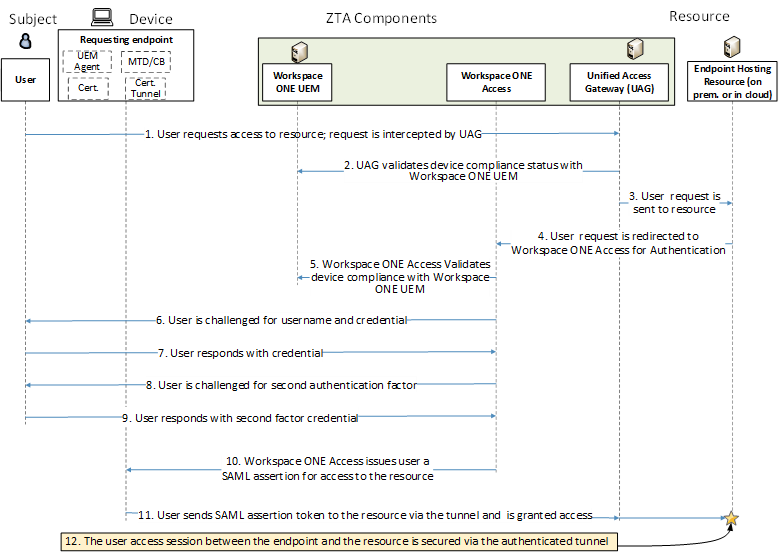 Subject
Device
ZTA Components
Resource
Requesting endpoint
UEM
Agent
MTD/CB
Cert.
Cert.
Tunnel
User
Workspace
ONE UEM
Workspace ONE
Access
Unified Access
Gateway (UAG)
Endpoint Hosting
Resource (on
prem. or in cloud)
1. User requests access to resource; request is intercepted by UAG
2. UAG validates device compliance status with
Workspace ONE UEM
3. User request is
sent to resource
4. User request is redirected to
Workspace ONE Access for Authentication
5. Workspace ONE Access Validates
device compliance with Workspace
ONE UEM
6. User is challenged for username and credential
7. User responds with credential
8. User is challenged for second authentication factor
9. User responds with second factor credential
10. Workspace ONE Access issues user a
SAML assertion for access to the resource
11. User sends SAML assertion token to the resource via the tunnel and is granted access
12. The user access session between the endpoint and the resource is secured via the authenticated tunnel